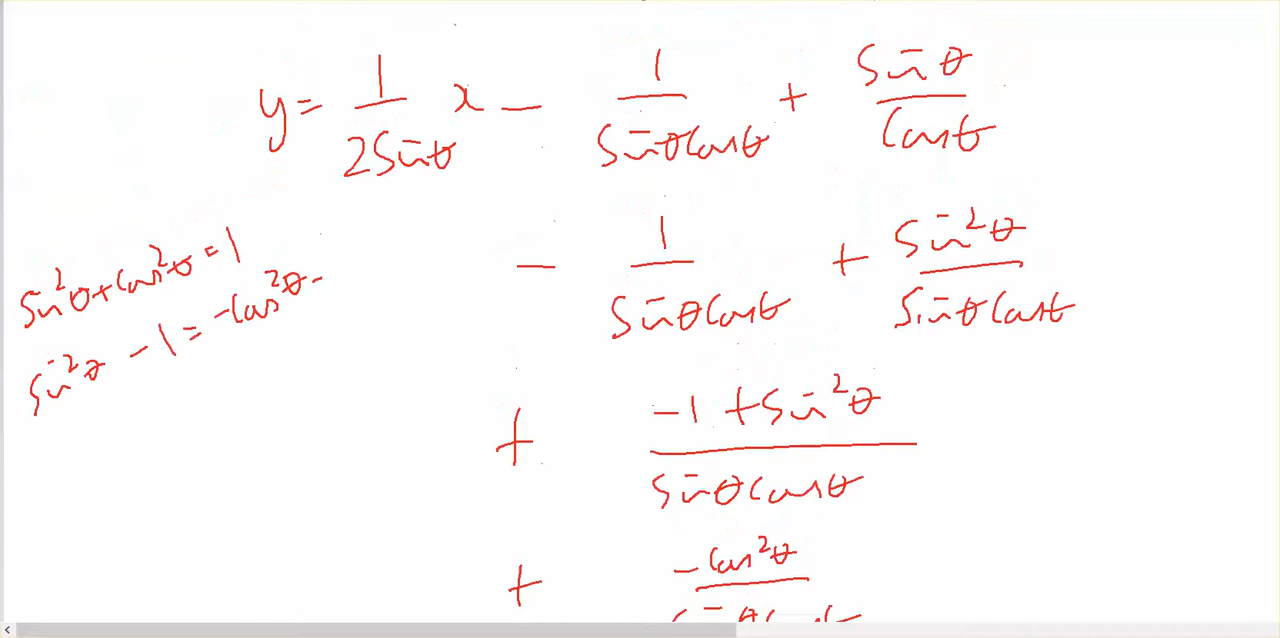 y = 1/(2Sinθ) x − 1/(SinθCosθ) + Sinθ/Cosθ
− 1/(SinθCosθ) + Sin²θ/(SinθCosθ)
Sin²θ + Cos²θ = 1
Sin²θ − 1 = −Cos²θ
+ (−1 + Sin²θ)/(SinθCosθ)
+ −Cos²θ/(SinθCosθ)